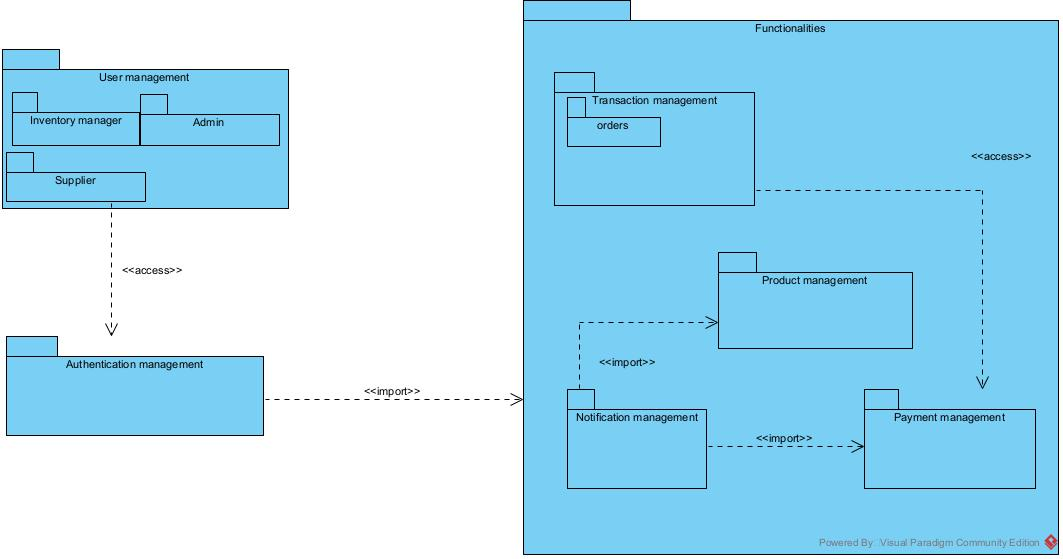 Functionalities
User management
Inventory manager
Admin
Supplier
<<access>>
Authentication management
<<import>>
Transaction management
orders
<<access>>
Product management
<<import>>
Notification management
<<import>>
Payment management
Powered By: Visual Paradigm Community Edition